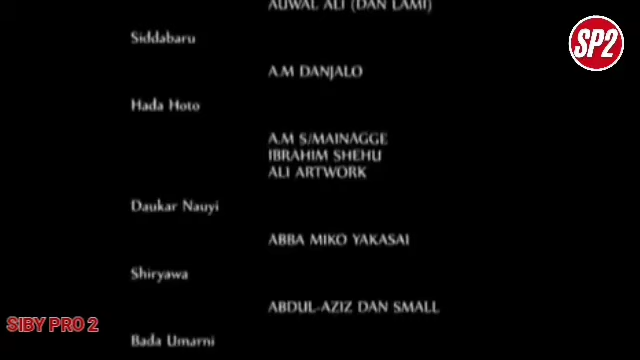 AUWAL ALI (DAN LAMI)
SP2
Siddabaru
A.M DANJALO
Hada Hoto
A.M S/MAINAGGE
IBRAHIM SHEHU
ALI ARTWORK
Daukar Nauyi
ABBA MIKO YAKASAI
Shiryawa
ABDUL-AZIZ DAN SMALL
SIBY PRO 2
Bada Umarni